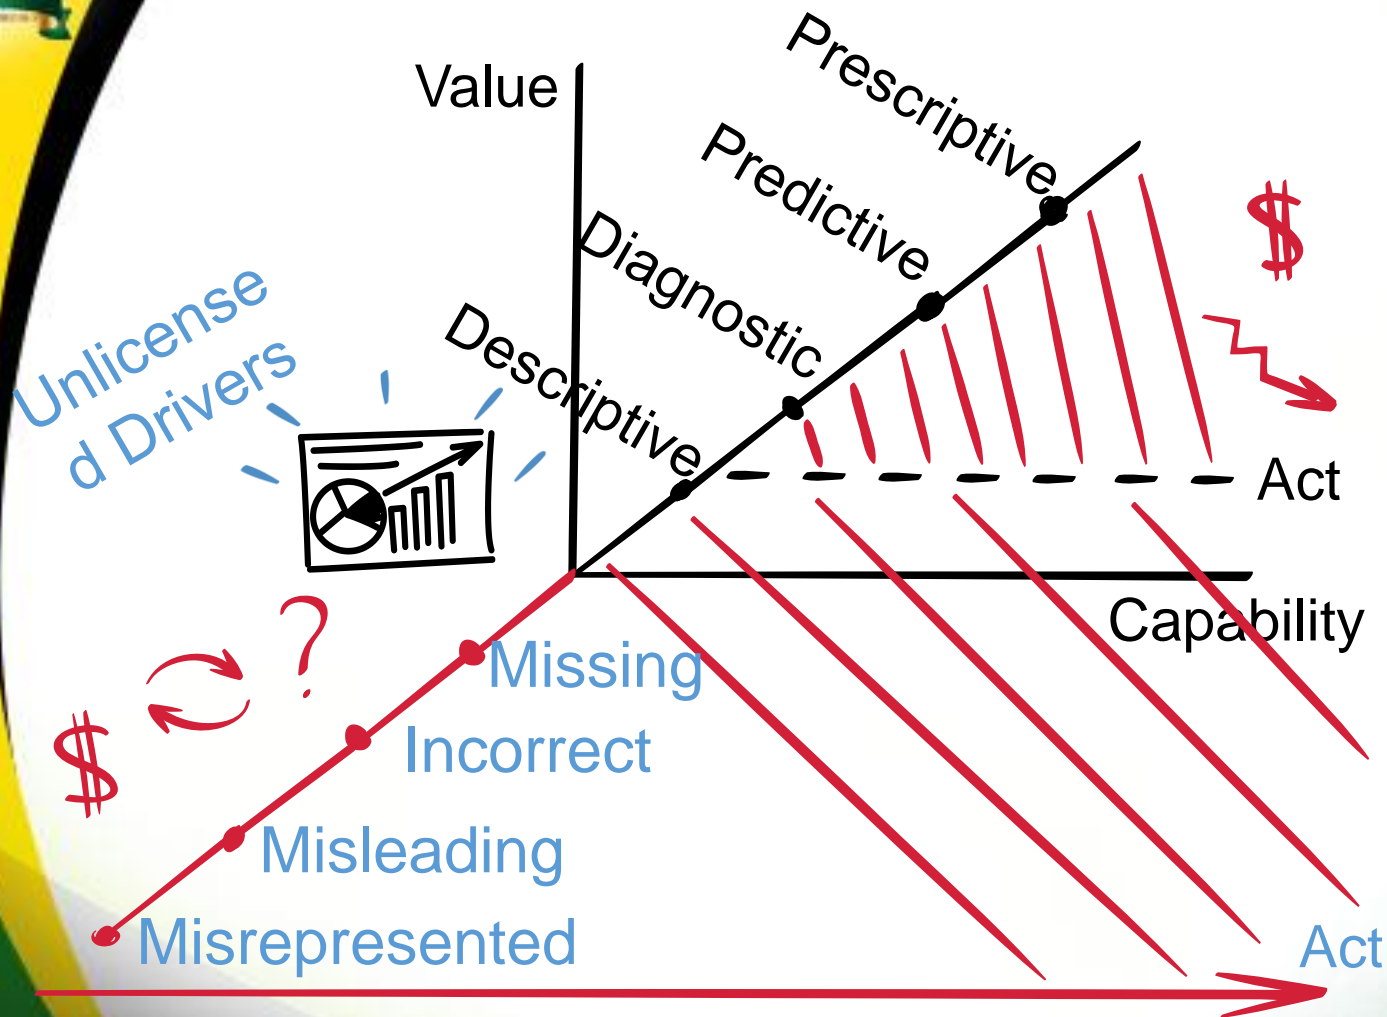 Value
Prescriptive
Predictive
Diagnostic
Descriptive
$
Unlicense
d Drivers
Act
Capability
?
$
Missing
Incorrect
Misleading
Misrepresented
Act